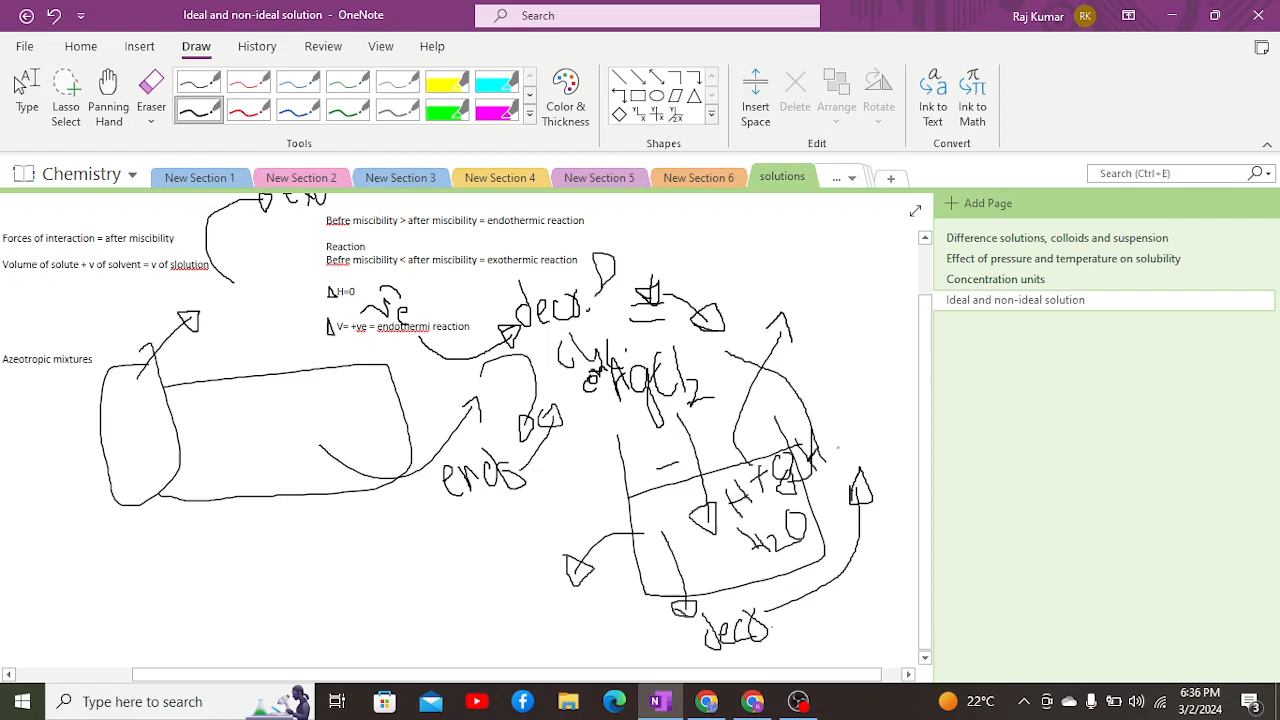 Ideal and non-ideal solution - OneNote
Search
Raj Kumar RK
File Home Insert Draw History Review View Help
Type
Lasso Select
Panning Hand
Eraser
Color & Thickness
Insert Space
Delete Arrange Rotate
Ink to Text
Ink to Math
Tools Shapes Edit Convert
Chemistry New Section 1 New Section 2 New Section 3 New Section 4 New Section 5 New Section 6 solutions ...
Search (Ctrl+E)
Add Page
Difference solutions, colloids and suspension
Effect of pressure and temperature on solubility
Concentration units
Ideal and non-ideal solution
Befre miscibility > after miscibility = endothermic reaction
Forces of interaction = after miscibility
Reaction
Volume of solute + v of solvent = v of slolution
Befre miscibility < after miscibility = exothermic reaction
H=0
-ve
V= +ve = endothermi reaction
Azeotropic mixtures
endo
H2O
Type here to search
22°C
6:36 PM
3/2/2024
3